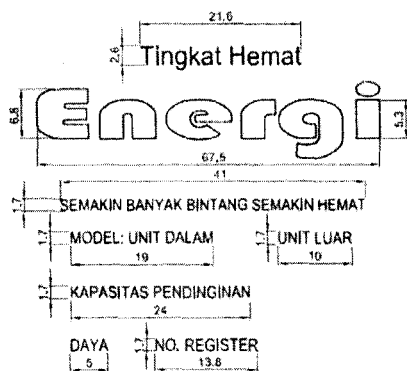 21,6
2,6 Tingkat Hemat
6,8 Energi 5,3
67,5
41
1,7 SEMAKIN BANYAK BINTANG SEMAKIN HEMAT
1,7 MODEL: UNIT DALAM 1,7 UNIT LUAR
19 10
1,7 KAPASITAS PENDINGINAN
24
DAYA 1,7 NO. REGISTER
5 13.8